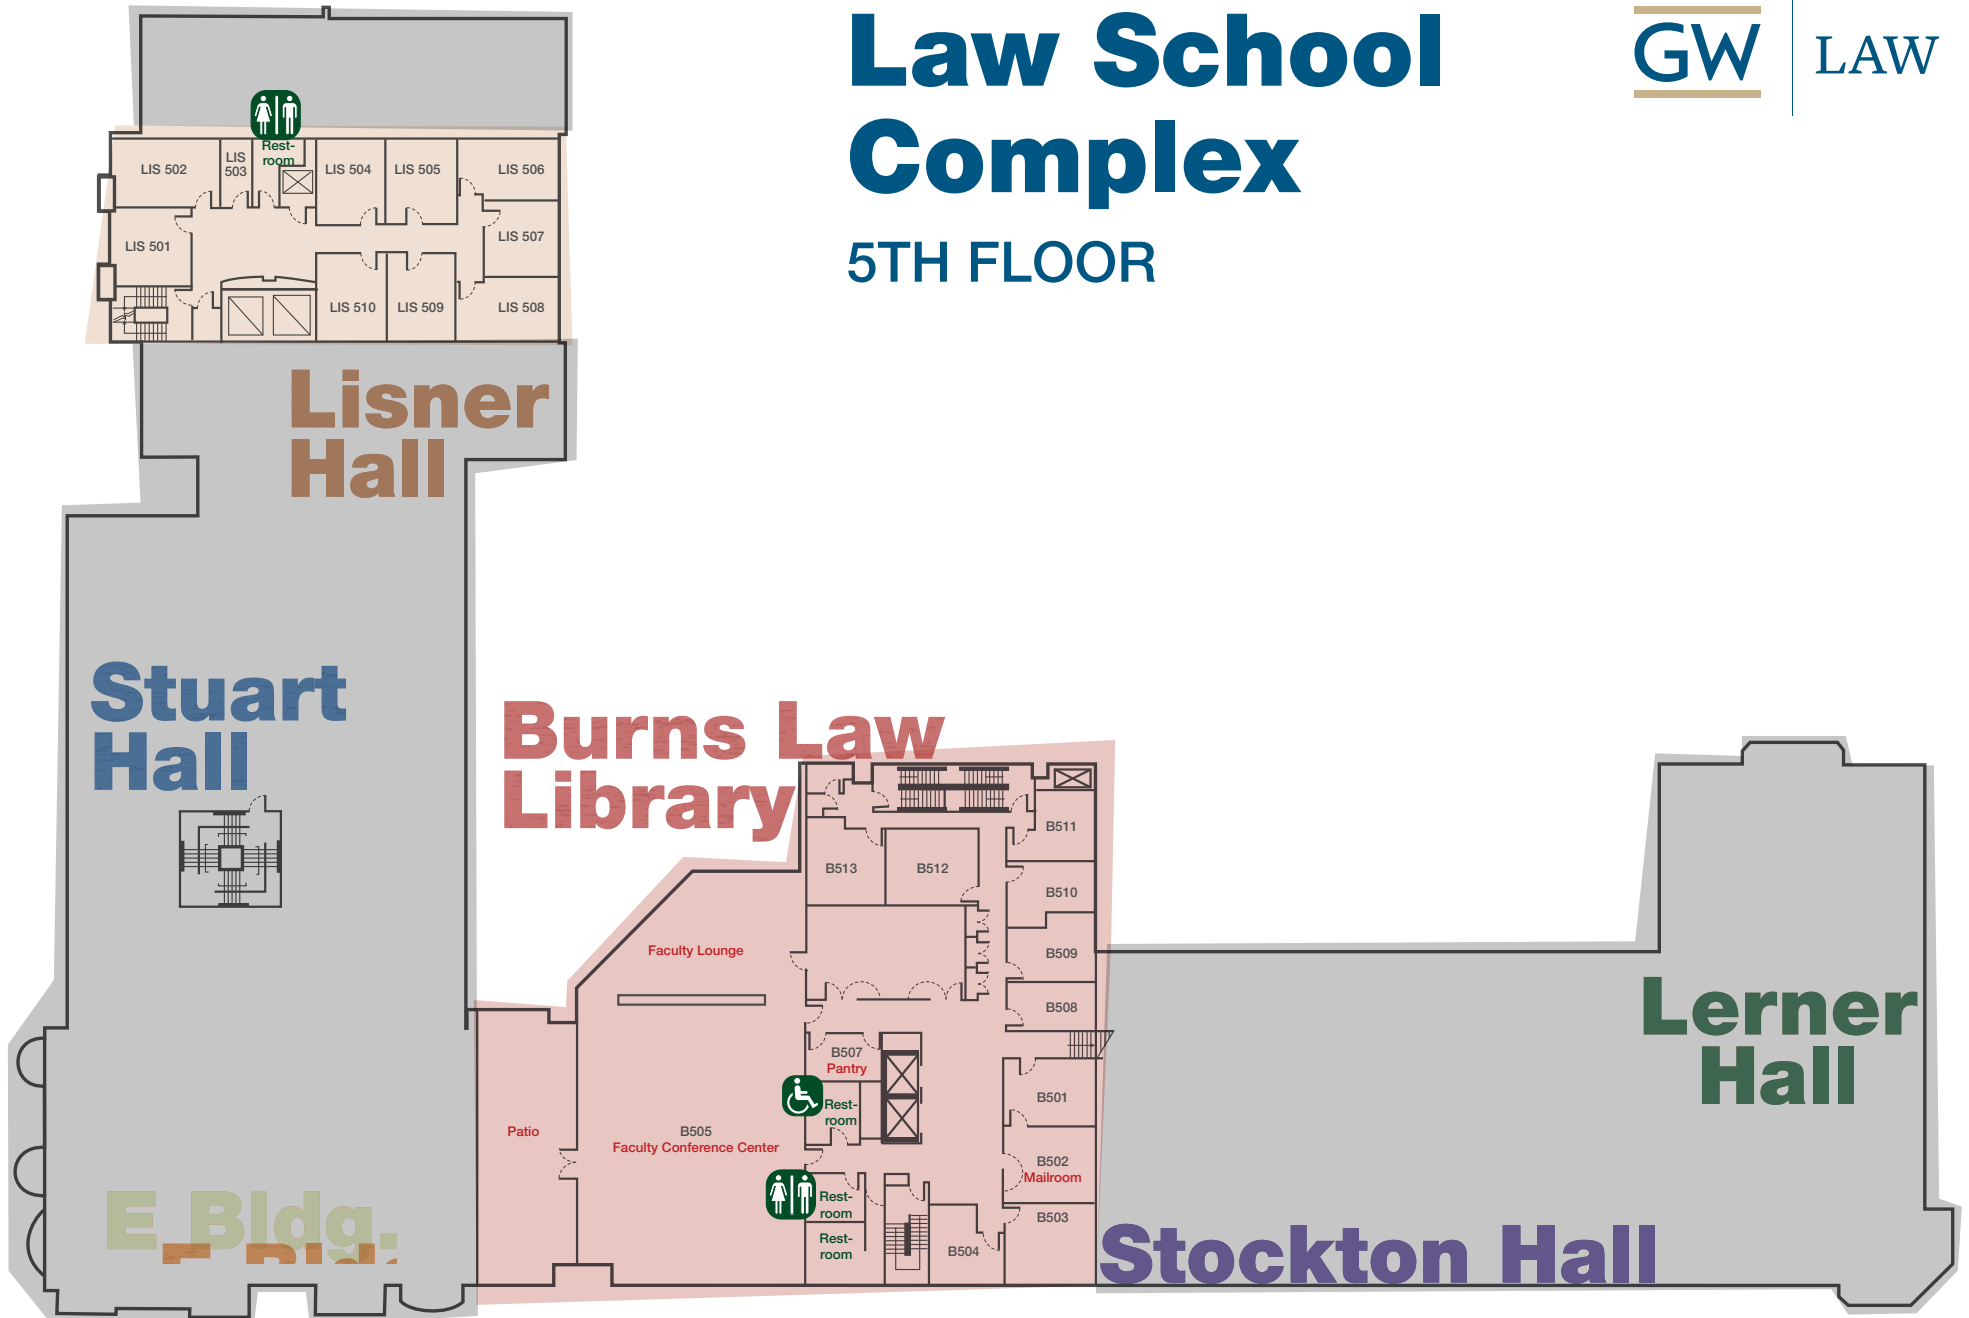 Law School
Complex
5TH FLOOR
GW LAW
Rest-
room
LIS 502
LIS
503
LIS 504
LIS 505
LIS 506
LIS 501
LIS 507
LIS 510
LIS 509
LIS 508
Lisner
Hall
Stuart
Hall
Burns Law
Library
B511
B513
B512
B510
Faculty Lounge
B509
B508
B507
Pantry
Rest-
room
B501
Patio
B505
Faculty Conference Center
B502
Mailroom
Rest-
room
B503
Rest-
room
B504
Lerner
Hall
E Bldg.
Stockton Hall